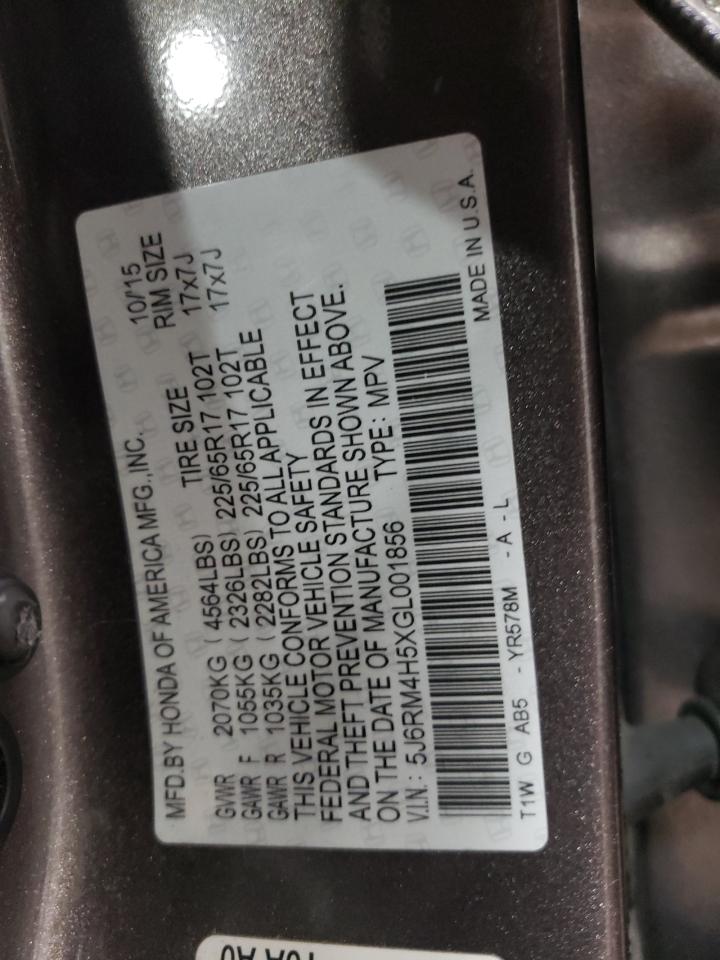 MFD.BY HONDA OF AMERICA MFG.,INC. 10/15
TIRE SIZE RIM SIZE
GVWR 2070KG (4564LBS)
GAWR F 1055KG (2326LBS) 225/65R17 102T 17x7J
GAWR R 1035KG (2282LBS) 225/65R17 102T 17x7J
THIS VEHICLE CONFORMS TO ALL APPLICABLE
FEDERAL MOTOR VEHICLE SAFETY
AND THEFT PREVENTION STANDARDS IN EFFECT
ON THE DATE OF MANUFACTURE SHOWN ABOVE.
V.I.N.: 5J6RM4H5XGL001856 TYPE: MPV
T1W G AB5 - YR578M - A - L MADE IN U.S.A.